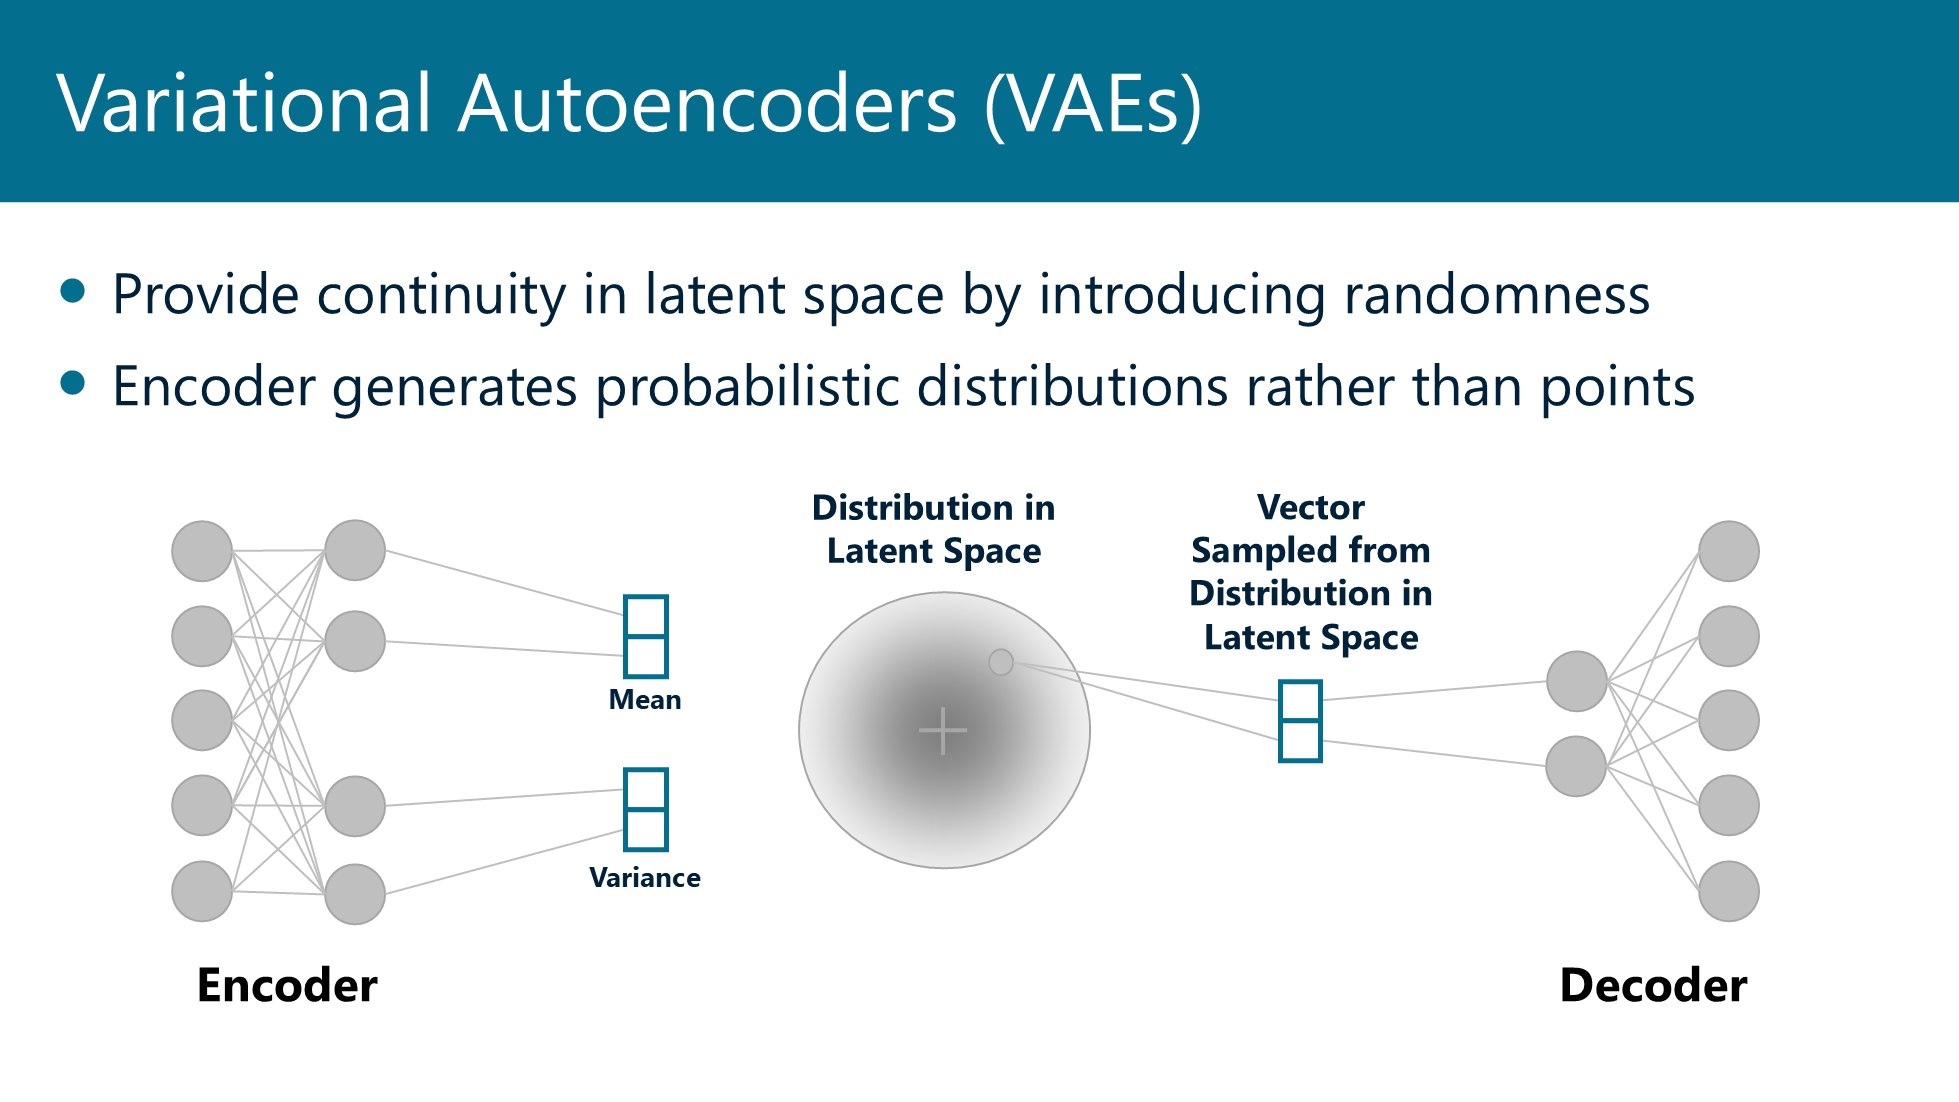 Variational Autoencoders (VAEs)
• Provide continuity in latent space by introducing randomness
• Encoder generates probabilistic distributions rather than points
Distribution in
Latent Space
Vector
Sampled from
Distribution in
Latent Space
Mean
Variance
Encoder
Decoder